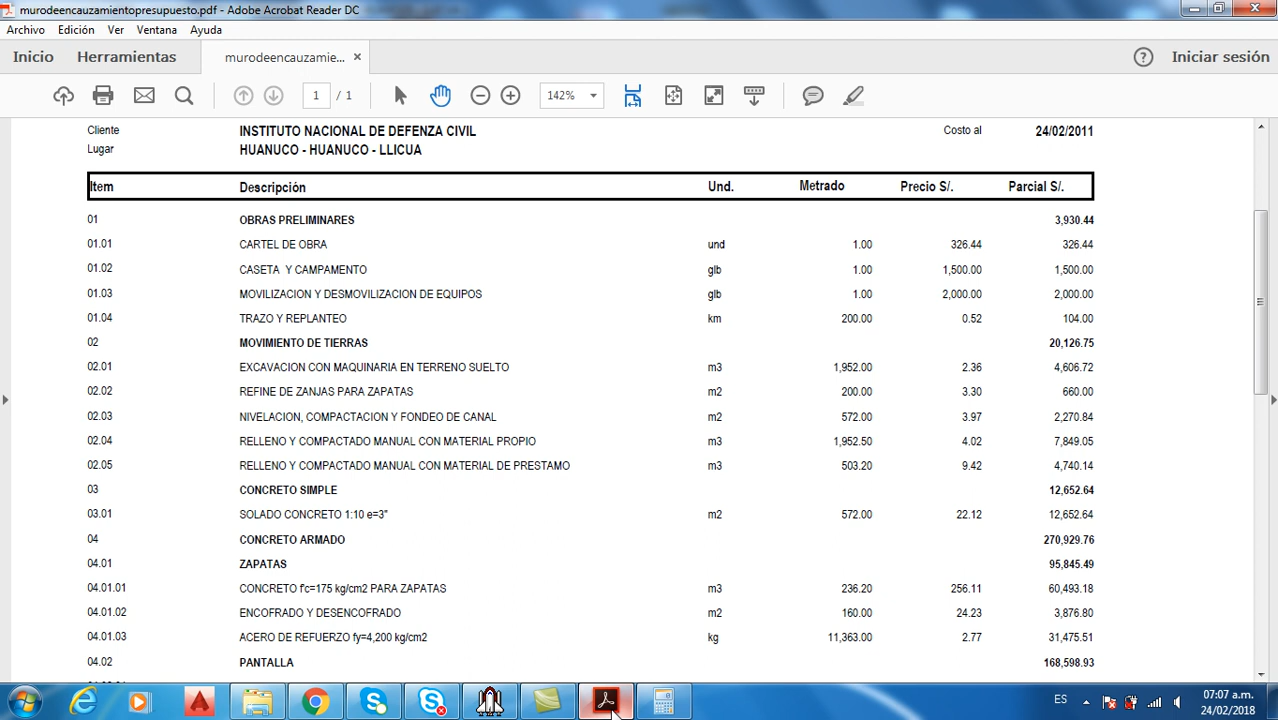 murodeencauzamientopresupuesto.pdf - Adobe Acrobat Reader DC
Archivo Edición Ver Ventana Ayuda
Inicio Herramientas murodeencauzamie... × Iniciar sesión
1 / 1 142%
Cliente INSTITUTO NACIONAL DE DEFENZA CIVIL Costo al 24/02/2011
Lugar HUANUCO - HUANUCO - LLICUA
Item Descripción Und. Metrado Precio S/. Parcial S/.
01 OBRAS PRELIMINARES 3,930.44
01.01 CARTEL DE OBRA und 1.00 326.44 326.44
01.02 CASETA Y CAMPAMENTO glb 1.00 1,500.00 1,500.00
01.03 MOVILIZACION Y DESMOVILIZACION DE EQUIPOS glb 1.00 2,000.00 2,000.00
01.04 TRAZO Y REPLANTEO km 200.00 0.52 104.00
02 MOVIMIENTO DE TIERRAS 20,126.75
02.01 EXCAVACION CON MAQUINARIA EN TERRENO SUELTO m3 1,952.00 2.36 4,606.72
02.02 REFINE DE ZANJAS PARA ZAPATAS m2 200.00 3.30 660.00
02.03 NIVELACION, COMPACTACION Y FONDEO DE CANAL m2 572.00 3.97 2,270.84
02.04 RELLENO Y COMPACTADO MANUAL CON MATERIAL PROPIO m3 1,952.50 4.02 7,849.05
02.05 RELLENO Y COMPACTADO MANUAL CON MATERIAL DE PRESTAMO m3 503.20 9.42 4,740.14
03 CONCRETO SIMPLE 12,652.64
03.01 SOLADO CONCRETO 1:10 e=3" m2 572.00 22.12 12,652.64
04 CONCRETO ARMADO 270,929.76
04.01 ZAPATAS 95,845.49
04.01.01 CONCRETO f'c=175 kg/cm2 PARA ZAPATAS m3 236.20 256.11 60,493.18
04.01.02 ENCOFRADO Y DESENCOFRADO m2 160.00 24.23 3,876.80
04.01.03 ACERO DE REFUERZO fy=4,200 kg/cm2 kg 11,363.00 2.77 31,475.51
04.02 PANTALLA 168,598.93
ES 07:07 a.m.
24/02/2018